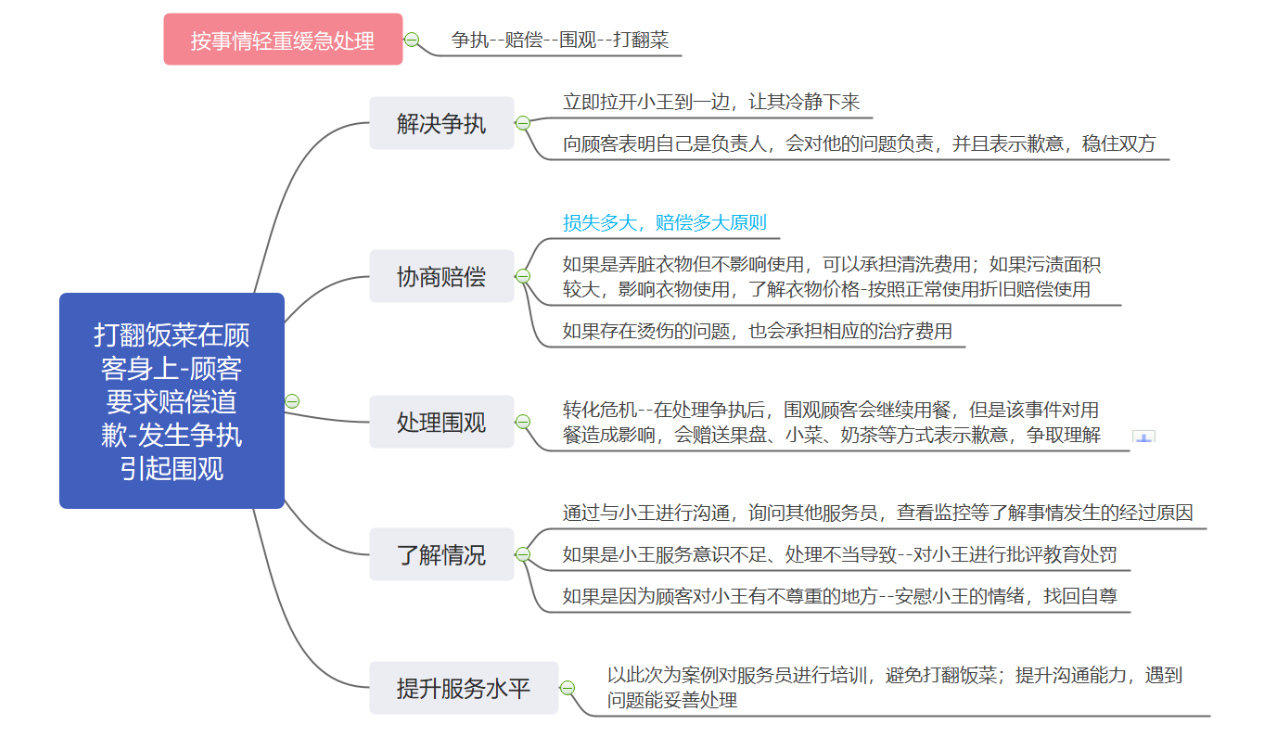 按事情轻重缓急处理
争执--赔偿--围观--打翻菜
打翻饭菜在顾
客身上-顾客
要求赔偿道
歉-发生争执
引起围观
解决争执
立即拉开小王到一边，让其冷静下来
向顾客表明自己是负责人，会对他的问题负责，并且表示歉意，稳住双方
协商赔偿
损失多大，赔偿多大原则
如果是弄脏衣物但不影响使用，可以承担清洗费用；如果污渍面积
较大，影响衣物使用，了解衣物价格-按照正常使用折旧赔偿使用
如果存在烫伤的问题，也会承担相应的治疗费用
处理围观
转化危机--在处理争执后，围观顾客会继续用餐，但是该事件对用
餐造成影响，会赠送果盘、小菜、奶茶等方式表示歉意，争取理解
了解情况
通过与小王进行沟通，询问其他服务员，查看监控等了解事情发生的经过原因
如果是小王服务意识不足、处理不当导致--对小王进行批评教育处罚
如果是因为顾客对小王有不尊重的地方--安慰小王的情绪，找回自尊
提升服务水平
以此次为案例对服务员进行培训，避免打翻饭菜；提升沟通能力，遇到
问题能妥善处理